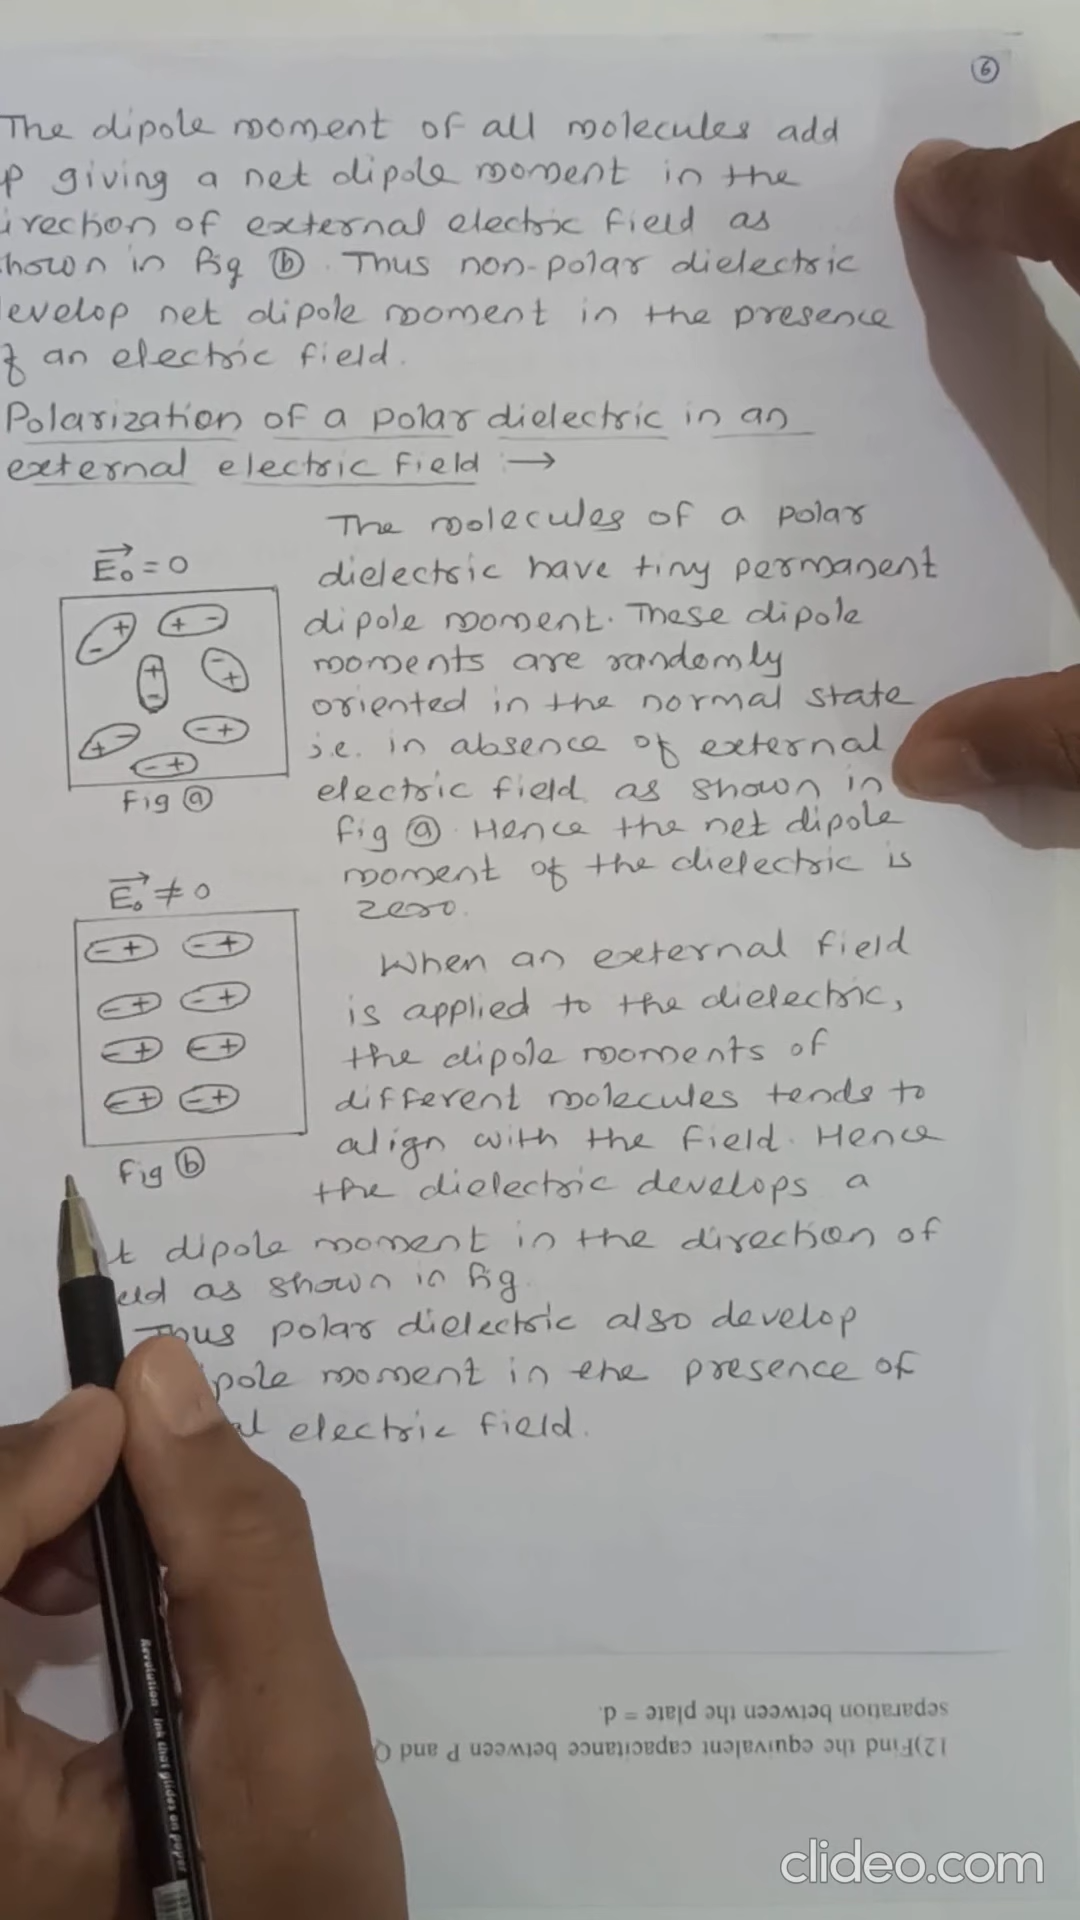 6
The dipole moment of all molecules add
p giving a net dipole moment in the
irection of external electric field as
hown in fig (b). Thus non-polar dielectric
evelop net dipole moment in the presence
f an electric field.
Polarization of a polar dielectric in an
external electric field :→
The molecules of a polar
E₀ = 0
dielectric have tiny permanent
dipole moment. These dipole
moments are randomly
oriented in the normal state
i.e. in absence of external
electric field as shown in
Fig (a)
fig (a). Hence the net dipole
moment of the dielectric is
zero.
E₀ ≠ 0
When an external field
is applied to the dielectric,
the dipole moments of
different molecules tends to
align with the field. Hence
Fig (b)
the dielectric develops a
t dipole moment in the direction of
eld as shown in fig.
Thus polar dielectric also develop
pole moment in the presence of
al electric field.
Revolution - ink that glides on paper
separation between the plate = d.
12)Find the equivalent capacitance between P and Q
clideo.com